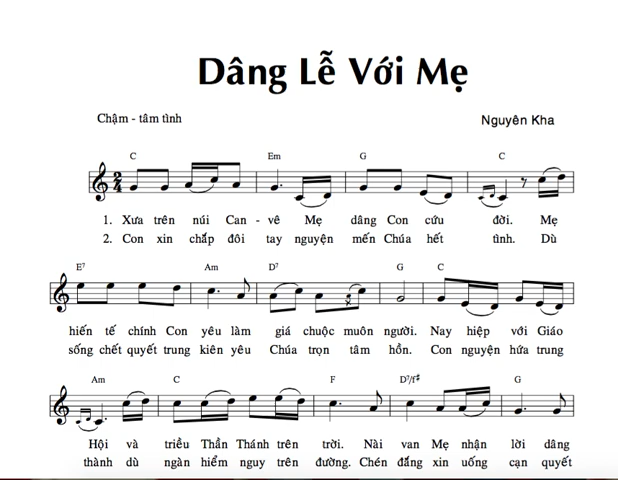 Dâng Lễ Với Mẹ
Chậm - tâm tình
Nguyên Kha
C Em G C
2 4
1. Xưa trên núi Can - vê Mẹ dâng Con cứu đời. Mẹ
2. Con xin chắp đôi tay nguyện mến Chúa hết tình. Dù
E7 Am D7 G C
hiến tế chính Con yêu làm giá chuộc muôn người. Nay hiệp với Giáo
sống chết quyết trung kiên yêu Chúa trọn tâm hồn. Con nguyện hứa trung
Am C F D7/f# G
Hội và triều Thần Thánh trên trời. Nài van Mẹ nhận lời dâng
thành dù ngàn hiểm nguy trên đường. Chén đắng xin uống cạn quyết